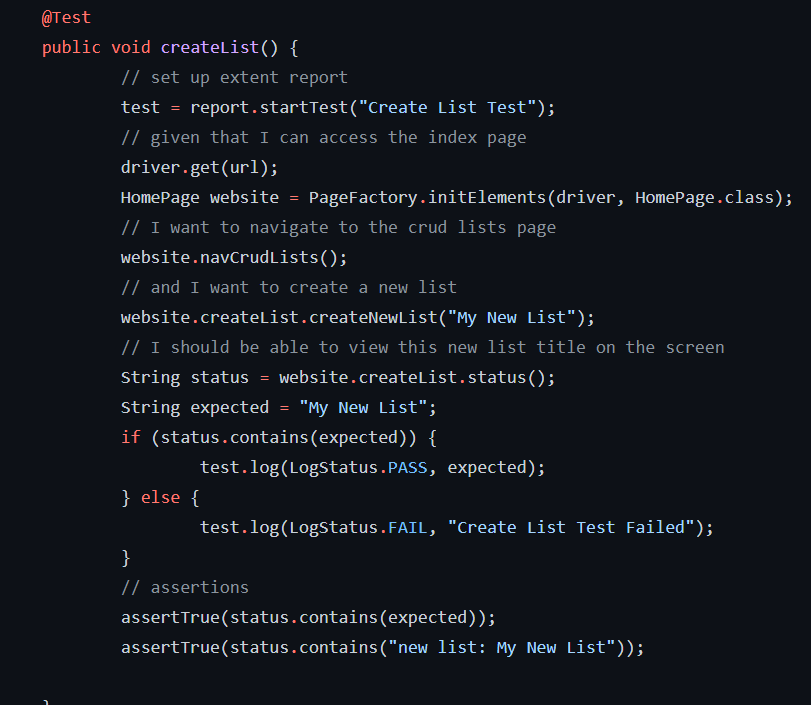 @Test
public void createList() {
// set up extent report
test = report.startTest("Create List Test");
// given that I can access the index page
driver.get(url);
HomePage website = PageFactory.initElements(driver, HomePage.class);
// I want to navigate to the crud lists page
website.navCrudLists();
// and I want to create a new list
website.createList.createNewList("My New List");
// I should be able to view this new list title on the screen
String status = website.createList.status();
String expected = "My New List";
if (status.contains(expected)) {
test.log(LogStatus.PASS, expected);
} else {
test.log(LogStatus.FAIL, "Create List Test Failed");
}
// assertions
assertTrue(status.contains(expected));
assertTrue(status.contains("new list: My New List"));
}